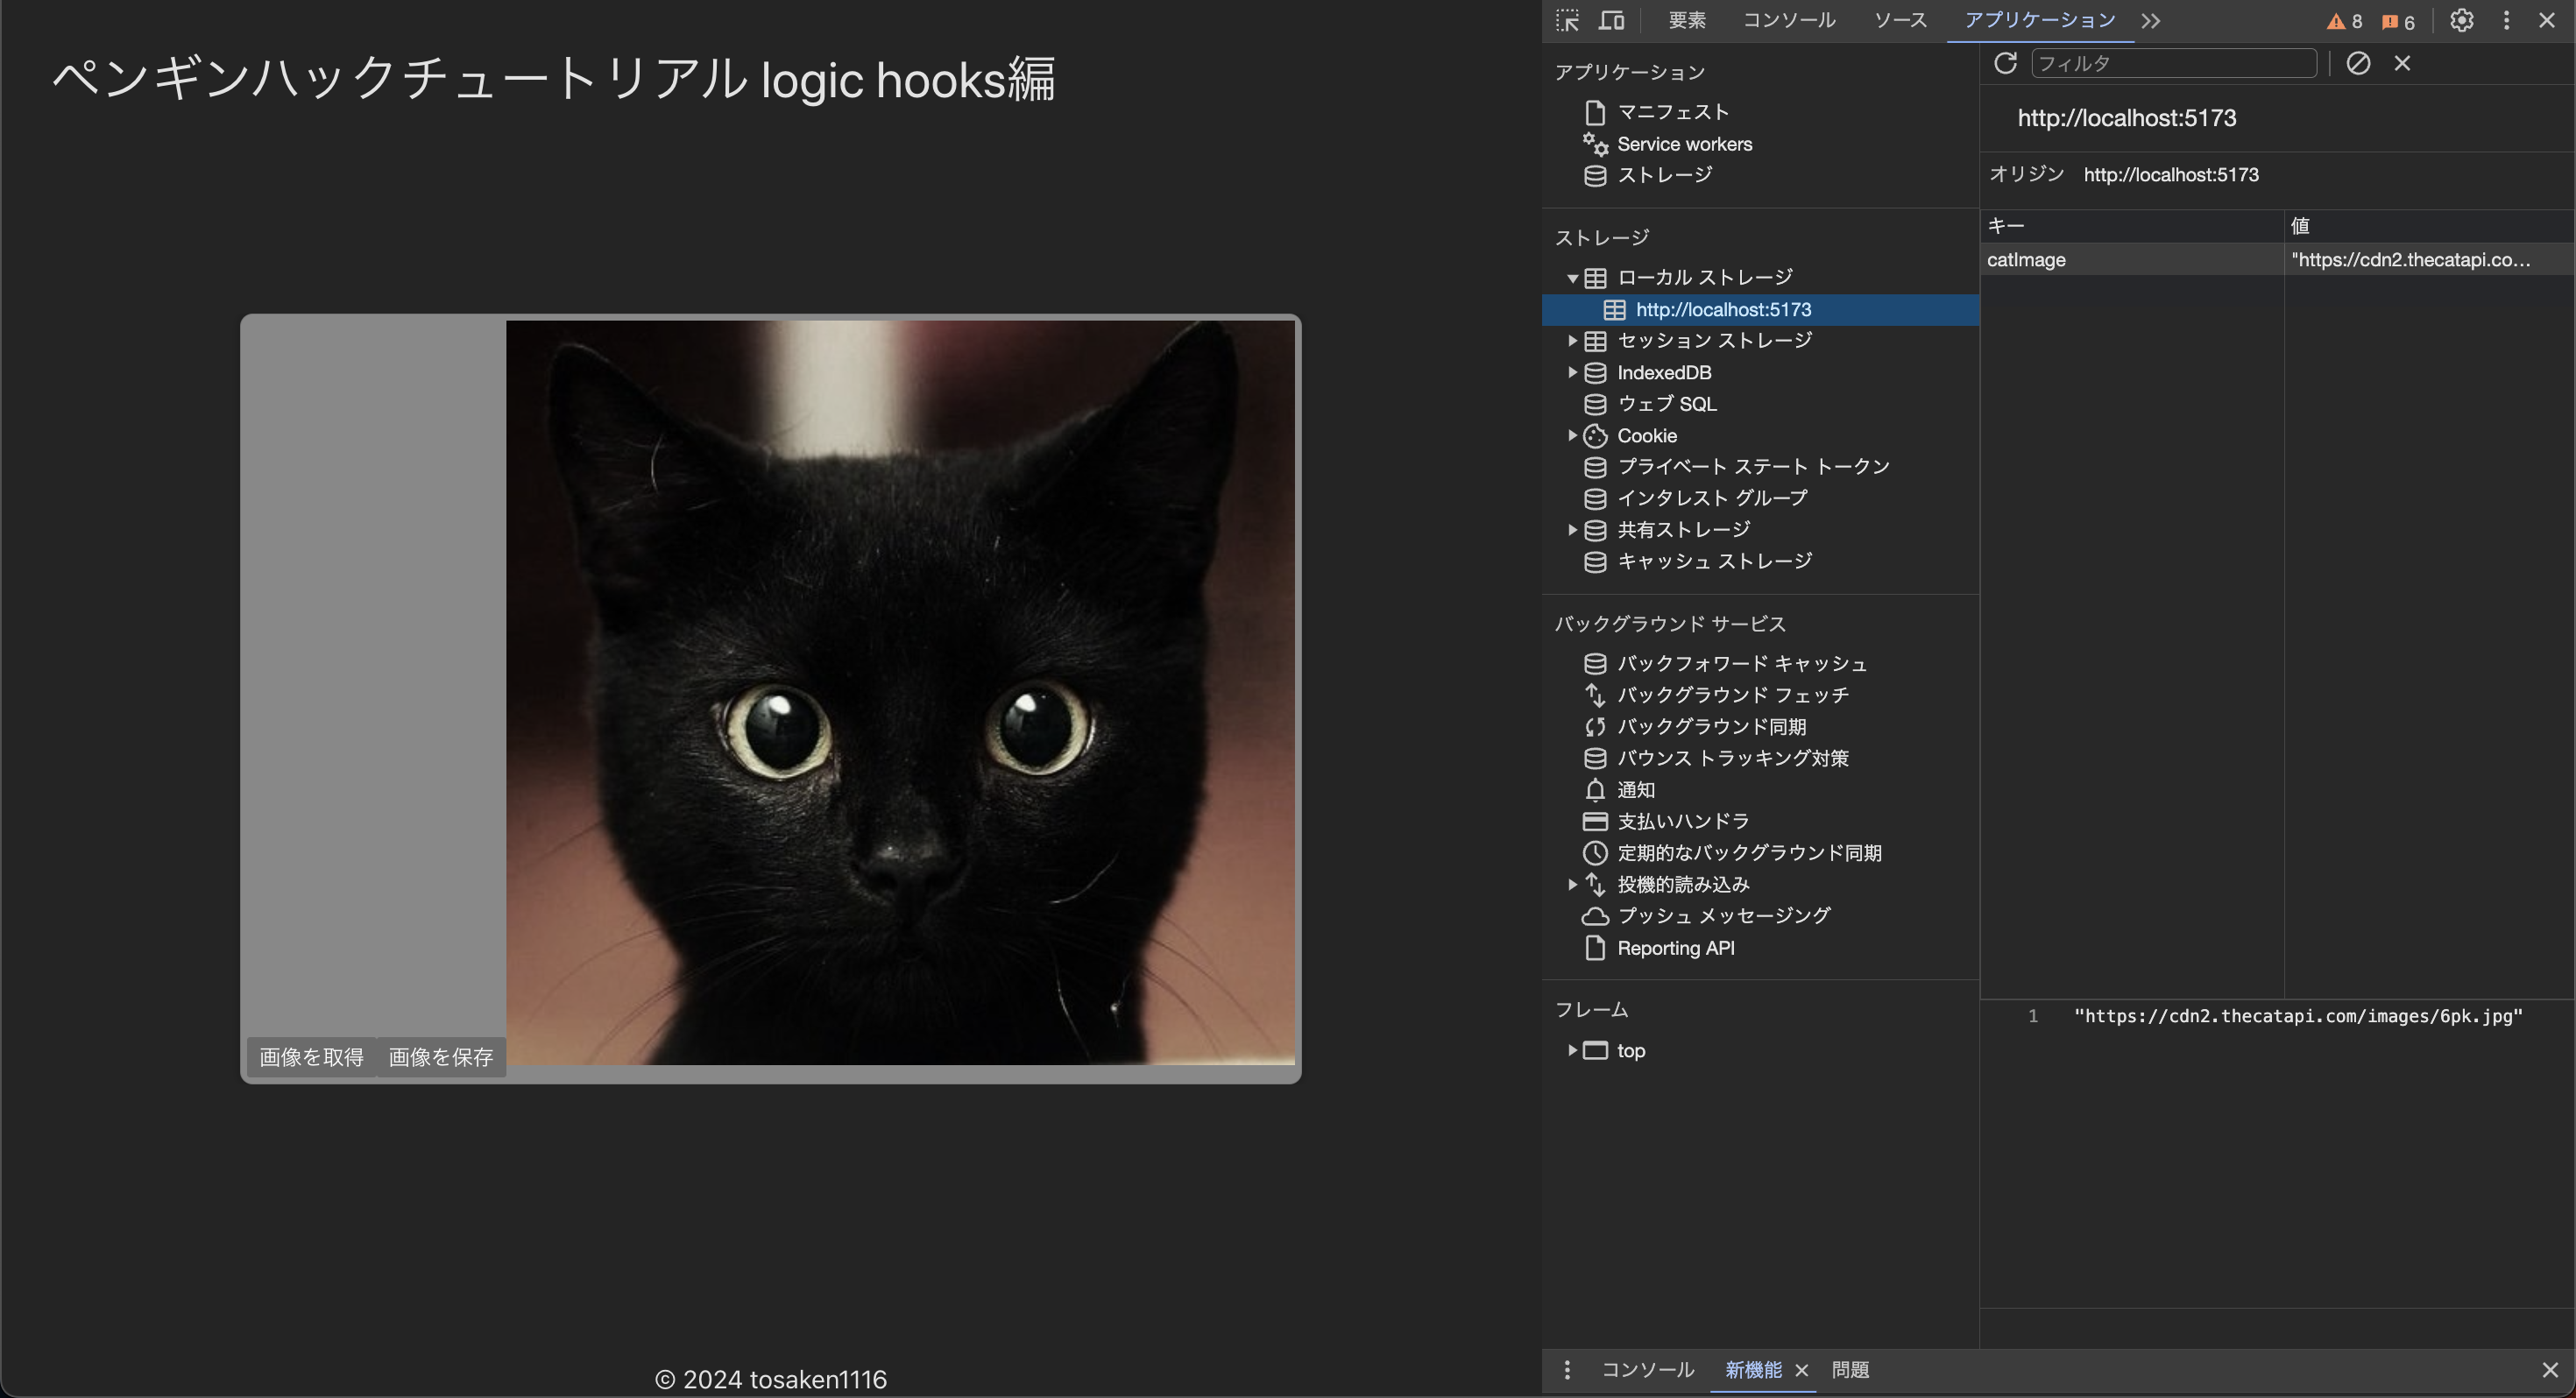 ペンギンハックチュートリアル logic hooks編
画像を取得 画像を保存
© 2024 tosaken1116
要素 コンソール ソース アプリケーション 8 6
アプリケーション
マニフェスト
Service workers
ストレージ
ストレージ
ローカル ストレージ
http://localhost:5173
セッション ストレージ
IndexedDB
ウェブ SQL
Cookie
プライベート ステート トークン
インタレスト グループ
共有ストレージ
キャッシュ ストレージ
バックグラウンド サービス
バックフォワード キャッシュ
バックグラウンド フェッチ
バックグラウンド同期
バウンス トラッキング対策
通知
支払いハンドラ
定期的なバックグラウンド同期
投機的読み込み
プッシュ メッセージング
Reporting API
フレーム
top
フィルタ
http://localhost:5173
オリジン http://localhost:5173
キー 値
catImage "https://cdn2.thecatapi.co…
1 "https://cdn2.thecatapi.com/images/6pk.jpg"
コンソール 新機能 問題